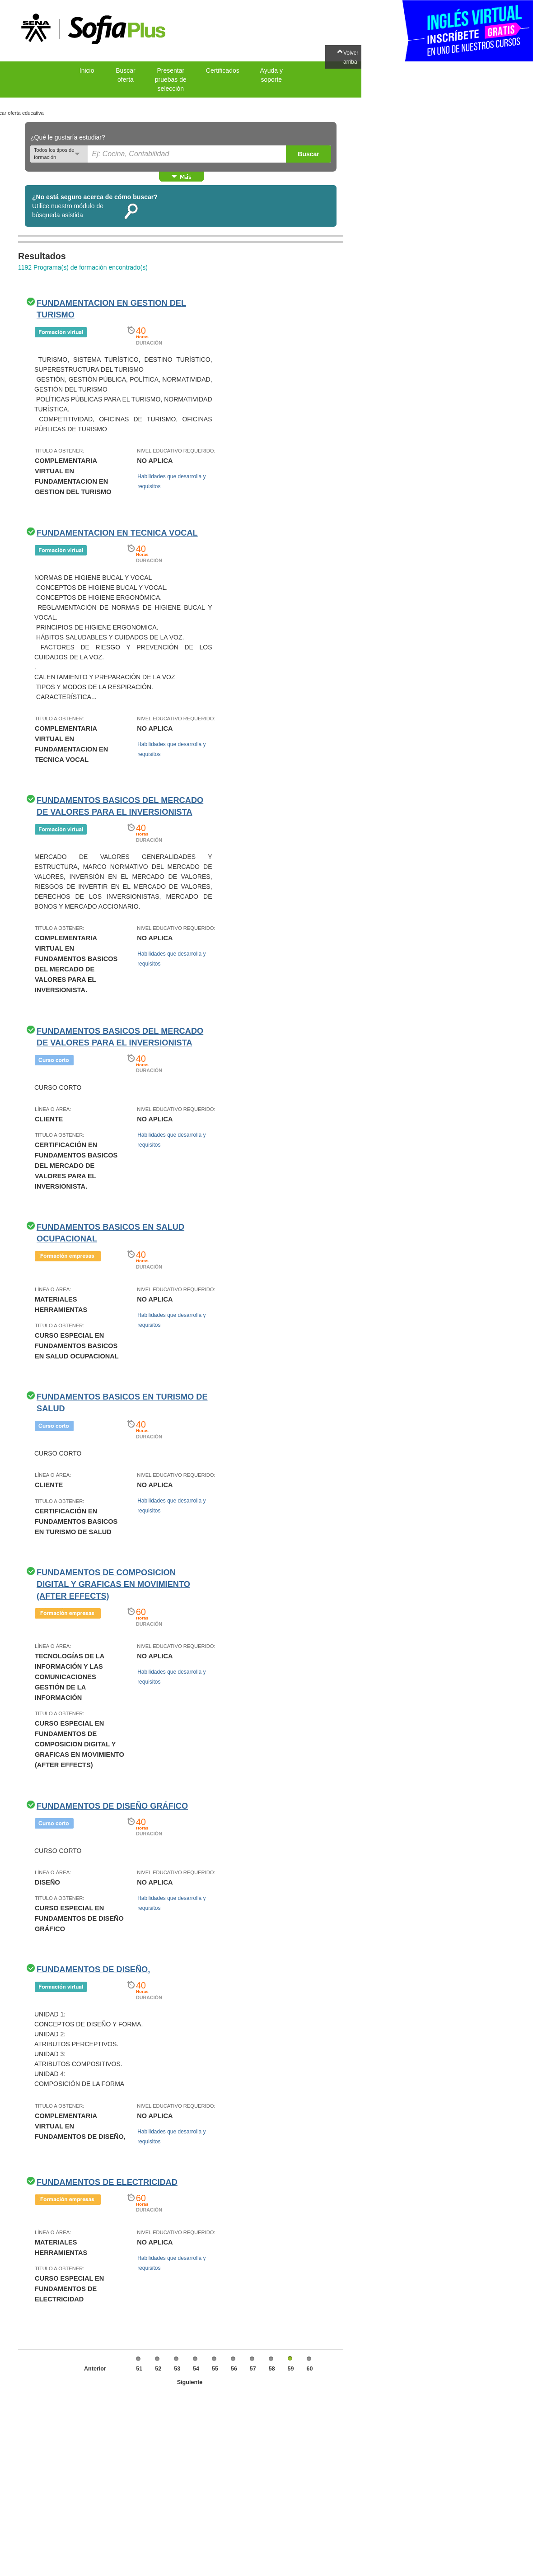 SENA
SofiaPlus
INGLÉS VIRTUAL
INSCRÍBETE GRATIS
EN UNO DE NUESTROS CURSOS
Volver
arriba
Inicio
Buscar
oferta
Presentar
pruebas de
selección
Certificados
Ayuda y
soporte
car oferta educativa
¿Qué le gustaría estudiar?
Todos los tipos de
formación
Ej: Cocina, Contabilidad
Buscar
Más
¿No está seguro acerca de cómo buscar?
Utilice nuestro módulo de
búsqueda asistida
Resultados
1192 Programa(s) de formación encontrado(s)
FUNDAMENTACION EN GESTION DEL
TURISMO
Formación virtual
40
Horas
DURACIÓN
TURISMO, SISTEMA TURÍSTICO, DESTINO TURÍSTICO,
SUPERESTRUCTURA DEL TURISMO
GESTIÓN, GESTIÓN PÚBLICA, POLÍTICA, NORMATIVIDAD,
GESTIÓN DEL TURISMO
POLÍTICAS PÚBLICAS PARA EL TURISMO, NORMATIVIDAD
TURÍSTICA.
COMPETITIVIDAD, OFICINAS DE TURISMO, OFICINAS
PÚBLICAS DE TURISMO
TITULO A OBTENER:
COMPLEMENTARIA
VIRTUAL EN
FUNDAMENTACION EN
GESTION DEL TURISMO
NIVEL EDUCATIVO REQUERIDO:
NO APLICA
Habilidades que desarrolla y
requisitos
FUNDAMENTACION EN TECNICA VOCAL
Formación virtual
40
Horas
DURACIÓN
NORMAS DE HIGIENE BUCAL Y VOCAL
CONCEPTOS DE HIGIENE BUCAL Y VOCAL.
CONCEPTOS DE HIGIENE ERGONÓMICA.
REGLAMENTACIÓN DE NORMAS DE HIGIENE BUCAL Y
VOCAL.
PRINCIPIOS DE HIGIENE ERGONÓMICA.
HÁBITOS SALUDABLES Y CUIDADOS DE LA VOZ.
FACTORES DE RIESGO Y PREVENCIÓN DE LOS
CUIDADOS DE LA VOZ.
.
CALENTAMIENTO Y PREPARACIÓN DE LA VOZ
TIPOS Y MODOS DE LA RESPIRACIÓN.
CARACTERÍSTICA...
TITULO A OBTENER:
COMPLEMENTARIA
VIRTUAL EN
FUNDAMENTACION EN
TECNICA VOCAL
NIVEL EDUCATIVO REQUERIDO:
NO APLICA
Habilidades que desarrolla y
requisitos
FUNDAMENTOS BASICOS DEL MERCADO
DE VALORES PARA EL INVERSIONISTA
Formación virtual
40
Horas
DURACIÓN
MERCADO DE VALORES GENERALIDADES Y
ESTRUCTURA, MARCO NORMATIVO DEL MERCADO DE
VALORES, INVERSIÓN EN EL MERCADO DE VALORES,
RIESGOS DE INVERTIR EN EL MERCADO DE VALORES,
DERECHOS DE LOS INVERSIONISTAS, MERCADO DE
BONOS Y MERCADO ACCIONARIO.
TITULO A OBTENER:
COMPLEMENTARIA
VIRTUAL EN
FUNDAMENTOS BASICOS
DEL MERCADO DE
VALORES PARA EL
INVERSIONISTA.
NIVEL EDUCATIVO REQUERIDO:
NO APLICA
Habilidades que desarrolla y
requisitos
FUNDAMENTOS BASICOS DEL MERCADO
DE VALORES PARA EL INVERSIONISTA
Curso corto
40
Horas
DURACIÓN
CURSO CORTO
LÍNEA O ÁREA:
CLIENTE
TITULO A OBTENER:
CERTIFICACIÓN EN
FUNDAMENTOS BASICOS
DEL MERCADO DE
VALORES PARA EL
INVERSIONISTA.
NIVEL EDUCATIVO REQUERIDO:
NO APLICA
Habilidades que desarrolla y
requisitos
FUNDAMENTOS BASICOS EN SALUD
OCUPACIONAL
Formación empresas
40
Horas
DURACIÓN
LÍNEA O ÁREA:
MATERIALES
HERRAMIENTAS
TITULO A OBTENER:
CURSO ESPECIAL EN
FUNDAMENTOS BASICOS
EN SALUD OCUPACIONAL
NIVEL EDUCATIVO REQUERIDO:
NO APLICA
Habilidades que desarrolla y
requisitos
FUNDAMENTOS BASICOS EN TURISMO DE
SALUD
Curso corto
40
Horas
DURACIÓN
CURSO CORTO
LÍNEA O ÁREA:
CLIENTE
TITULO A OBTENER:
CERTIFICACIÓN EN
FUNDAMENTOS BASICOS
EN TURISMO DE SALUD
NIVEL EDUCATIVO REQUERIDO:
NO APLICA
Habilidades que desarrolla y
requisitos
FUNDAMENTOS DE COMPOSICION
DIGITAL Y GRAFICAS EN MOVIMIENTO
(AFTER EFFECTS)
Formación empresas
60
Horas
DURACIÓN
LÍNEA O ÁREA:
TECNOLOGÍAS DE LA
INFORMACIÓN Y LAS
COMUNICACIONES
GESTIÓN DE LA
INFORMACIÓN
TITULO A OBTENER:
CURSO ESPECIAL EN
FUNDAMENTOS DE
COMPOSICION DIGITAL Y
GRAFICAS EN MOVIMIENTO
(AFTER EFFECTS)
NIVEL EDUCATIVO REQUERIDO:
NO APLICA
Habilidades que desarrolla y
requisitos
FUNDAMENTOS DE DISEÑO GRÁFICO
Curso corto
40
Horas
DURACIÓN
CURSO CORTO
LÍNEA O ÁREA:
DISEÑO
TITULO A OBTENER:
CURSO ESPECIAL EN
FUNDAMENTOS DE DISEÑO
GRÁFICO
NIVEL EDUCATIVO REQUERIDO:
NO APLICA
Habilidades que desarrolla y
requisitos
FUNDAMENTOS DE DISEÑO,
Formación virtual
40
Horas
DURACIÓN
UNIDAD 1:
CONCEPTOS DE DISEÑO Y FORMA.
UNIDAD 2:
ATRIBUTOS PERCEPTIVOS.
UNIDAD 3:
ATRIBUTOS COMPOSITIVOS.
UNIDAD 4:
COMPOSICIÓN DE LA FORMA
TITULO A OBTENER:
COMPLEMENTARIA
VIRTUAL EN
FUNDAMENTOS DE DISEÑO,
NIVEL EDUCATIVO REQUERIDO:
NO APLICA
Habilidades que desarrolla y
requisitos
FUNDAMENTOS DE ELECTRICIDAD
Formación empresas
60
Horas
DURACIÓN
LÍNEA O ÁREA:
MATERIALES
HERRAMIENTAS
TITULO A OBTENER:
CURSO ESPECIAL EN
FUNDAMENTOS DE
ELECTRICIDAD
NIVEL EDUCATIVO REQUERIDO:
NO APLICA
Habilidades que desarrolla y
requisitos
Anterior 51 52 53 54 55 56 57 58 59 60
Siguiente